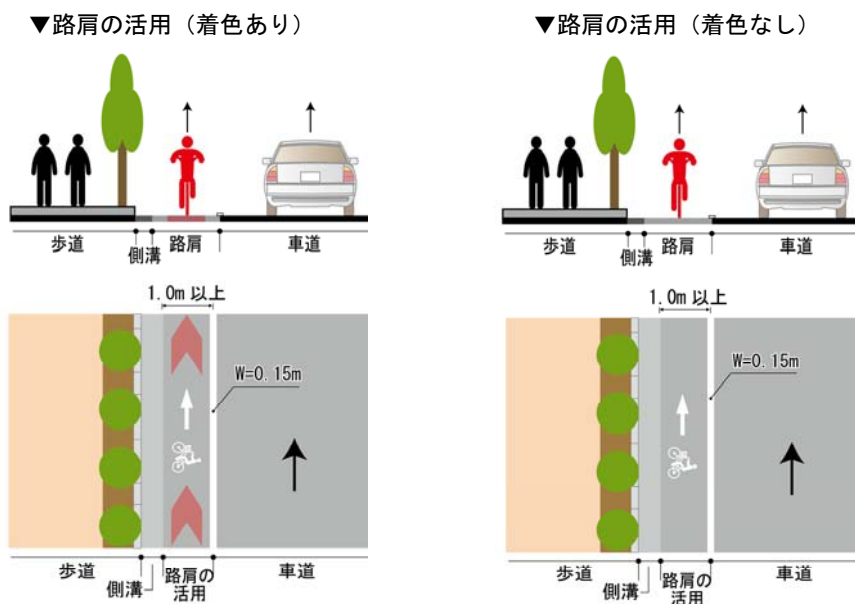 ▼路肩の活用（着色あり）
歩道
側溝
路肩
車道
1.0m 以上
W=0.15m
歩道
側溝
路肩の
活用
車道
▼路肩の活用（着色なし）
歩道
側溝
路肩
車道
1.0m 以上
W=0.15m
歩道
側溝
路肩の
活用
車道